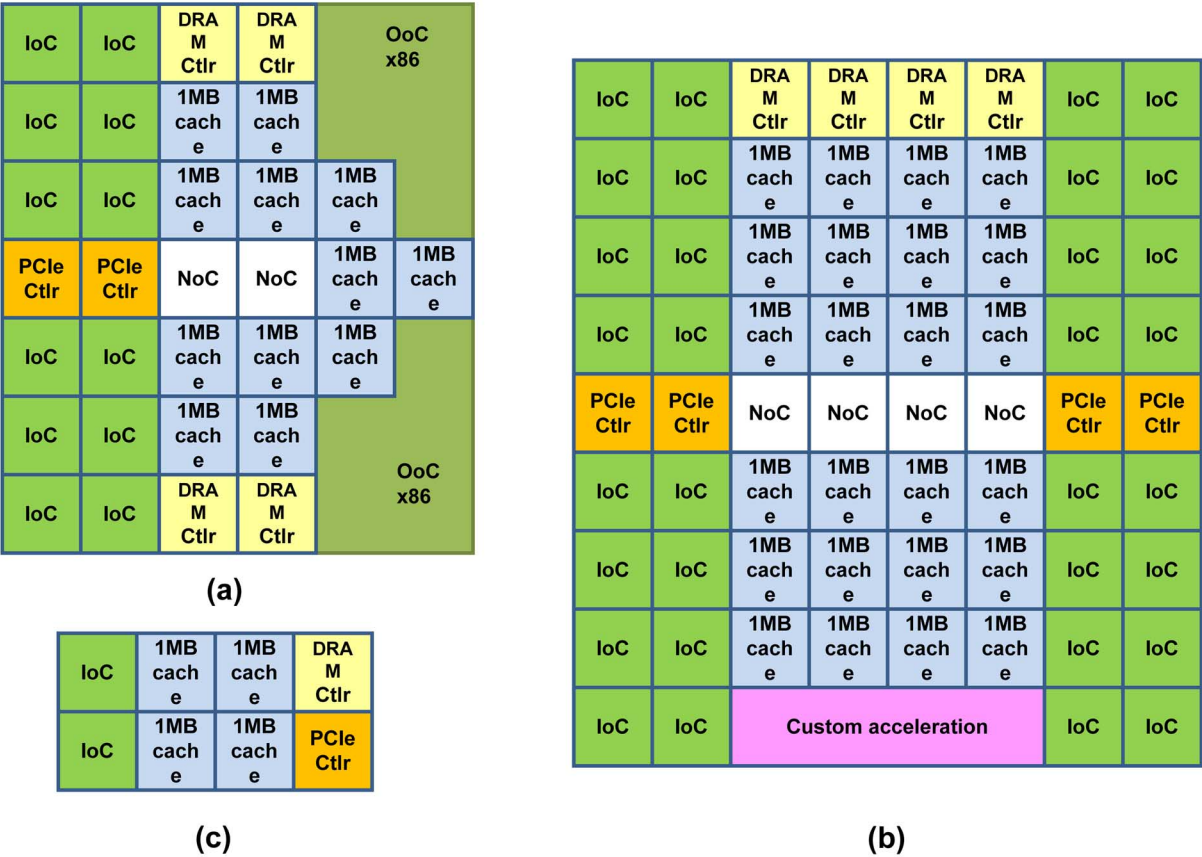 IoC
IoC
DRA
M
Ctlr
DRA
M
Ctlr
OoC
x86
IoC
IoC
1MB
cach
e
1MB
cach
e
IoC
IoC
1MB
cach
e
1MB
cach
e
1MB
cach
e
PCIe
Ctlr
PCIe
Ctlr
NoC
NoC
1MB
cach
e
1MB
cach
e
IoC
IoC
1MB
cach
e
1MB
cach
e
1MB
cach
e
IoC
IoC
1MB
cach
e
1MB
cach
e
OoC
x86
IoC
IoC
DRA
M
Ctlr
DRA
M
Ctlr
(a)
IoC
1MB
cach
e
1MB
cach
e
DRA
M
Ctlr
IoC
1MB
cach
e
1MB
cach
e
PCIe
Ctlr
(c)
IoC
IoC
DRA
M
Ctlr
DRA
M
Ctlr
DRA
M
Ctlr
DRA
M
Ctlr
IoC
IoC
IoC
IoC
1MB
cach
e
1MB
cach
e
1MB
cach
e
1MB
cach
e
IoC
IoC
IoC
IoC
1MB
cach
e
1MB
cach
e
1MB
cach
e
1MB
cach
e
IoC
IoC
IoC
IoC
1MB
cach
e
1MB
cach
e
1MB
cach
e
1MB
cach
e
IoC
IoC
PCIe
Ctlr
PCIe
Ctlr
NoC
NoC
NoC
NoC
PCIe
Ctlr
PCIe
Ctlr
IoC
IoC
1MB
cach
e
1MB
cach
e
1MB
cach
e
1MB
cach
e
IoC
IoC
IoC
IoC
1MB
cach
e
1MB
cach
e
1MB
cach
e
1MB
cach
e
IoC
IoC
IoC
IoC
1MB
cach
e
1MB
cach
e
1MB
cach
e
1MB
cach
e
IoC
IoC
IoC
IoC
Custom acceleration
IoC
IoC
(b)